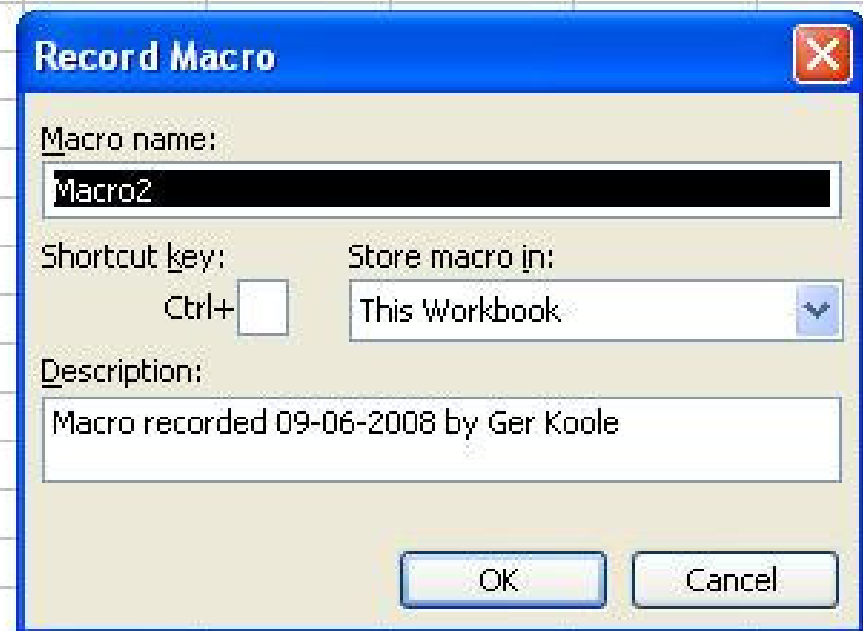 Record Macro
Macro name:
Macro2
Shortcut key: Store macro in:
Ctrl+ This Workbook
Description:
Macro recorded 09-06-2008 by Ger Koole
OK Cancel